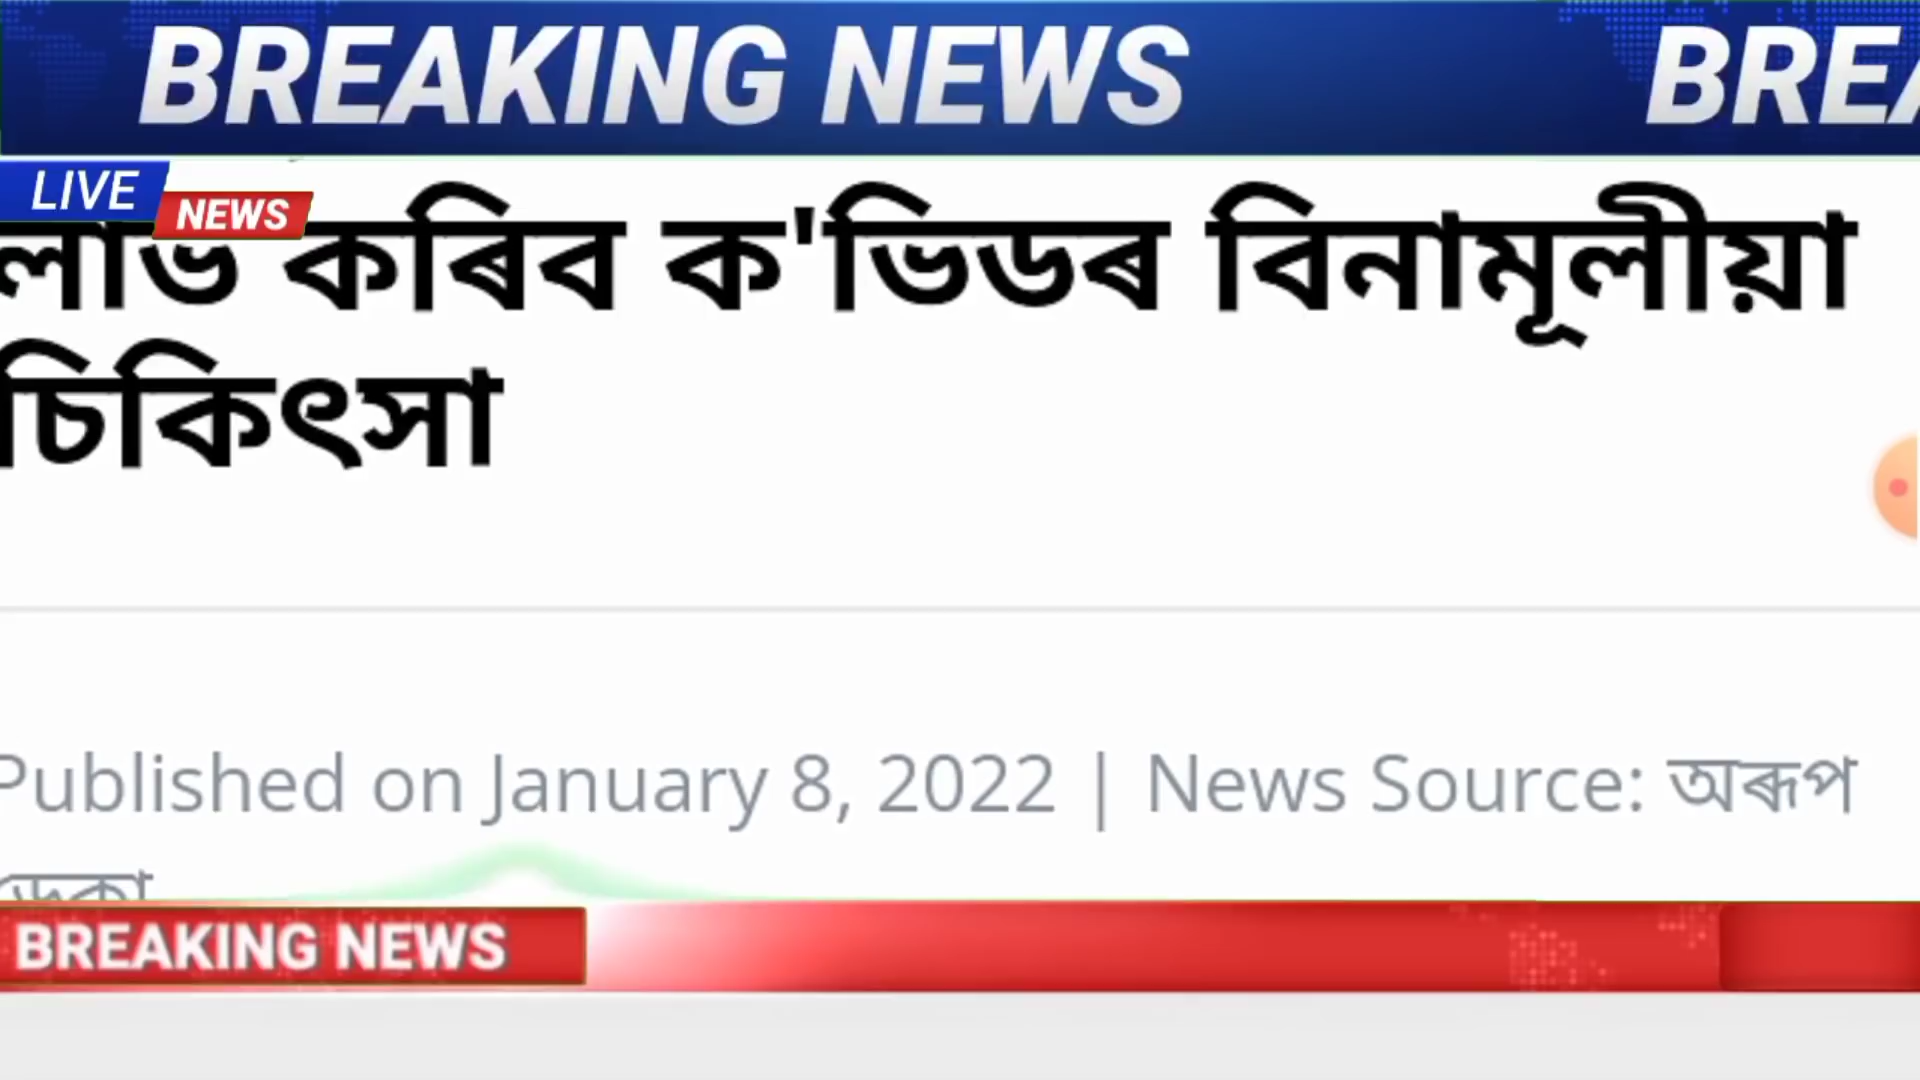 BREAKING NEWS
BREA
LIVE
NEWS
লাভ কৰিব ক'ভিডৰ বিনামূলীয়া
চিকিৎসা
Published on January 8, 2022 | News Source: অৰূপ
ডেকা
BREAKING NEWS